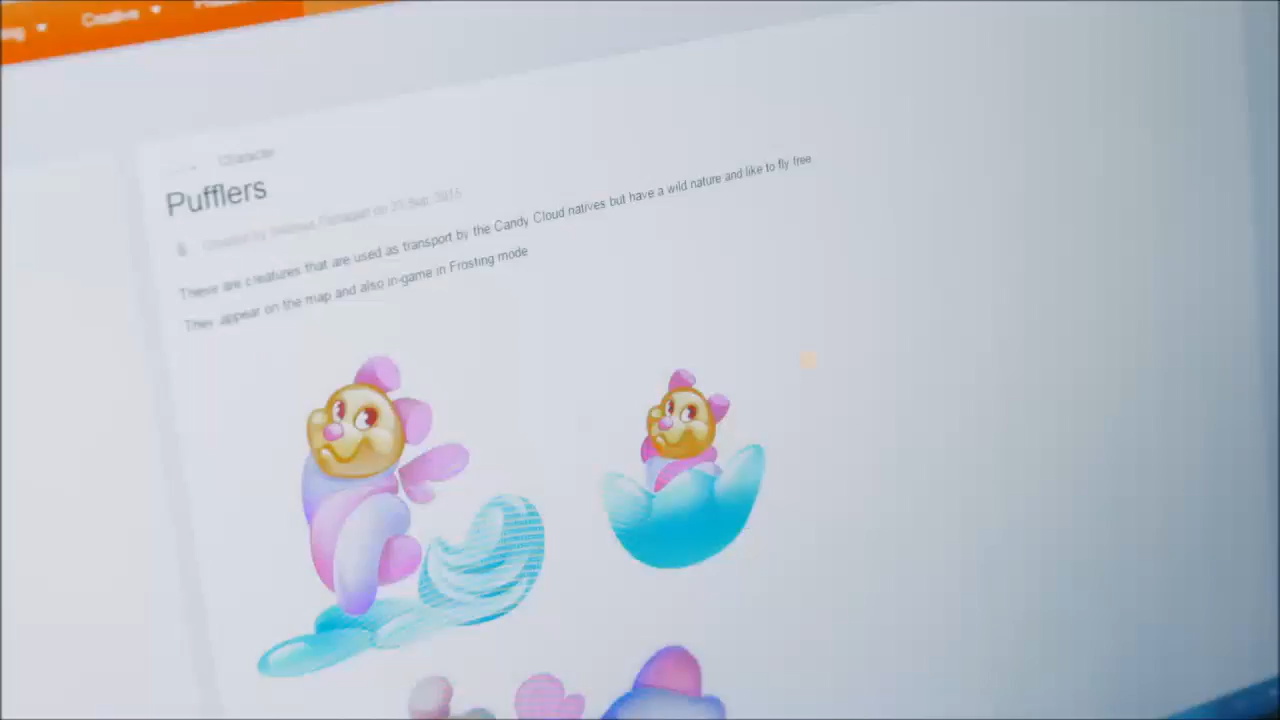 Creative
Character
Pufflers
These are creatures that are used as transport by the Candy Cloud natives but have a wild nature and like to fly free
They appear on the map and also in-game in Frosting mode